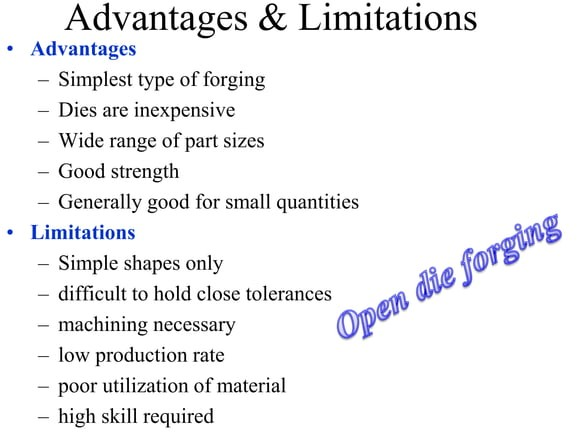 Advantages & Limitations
• Advantages
– Simplest type of forging
– Dies are inexpensive
– Wide range of part sizes
– Good strength
– Generally good for small quantities
• Limitations
– Simple shapes only
– difficult to hold close tolerances
– machining necessary
– low production rate
– poor utilization of material
– high skill required
Open die forging